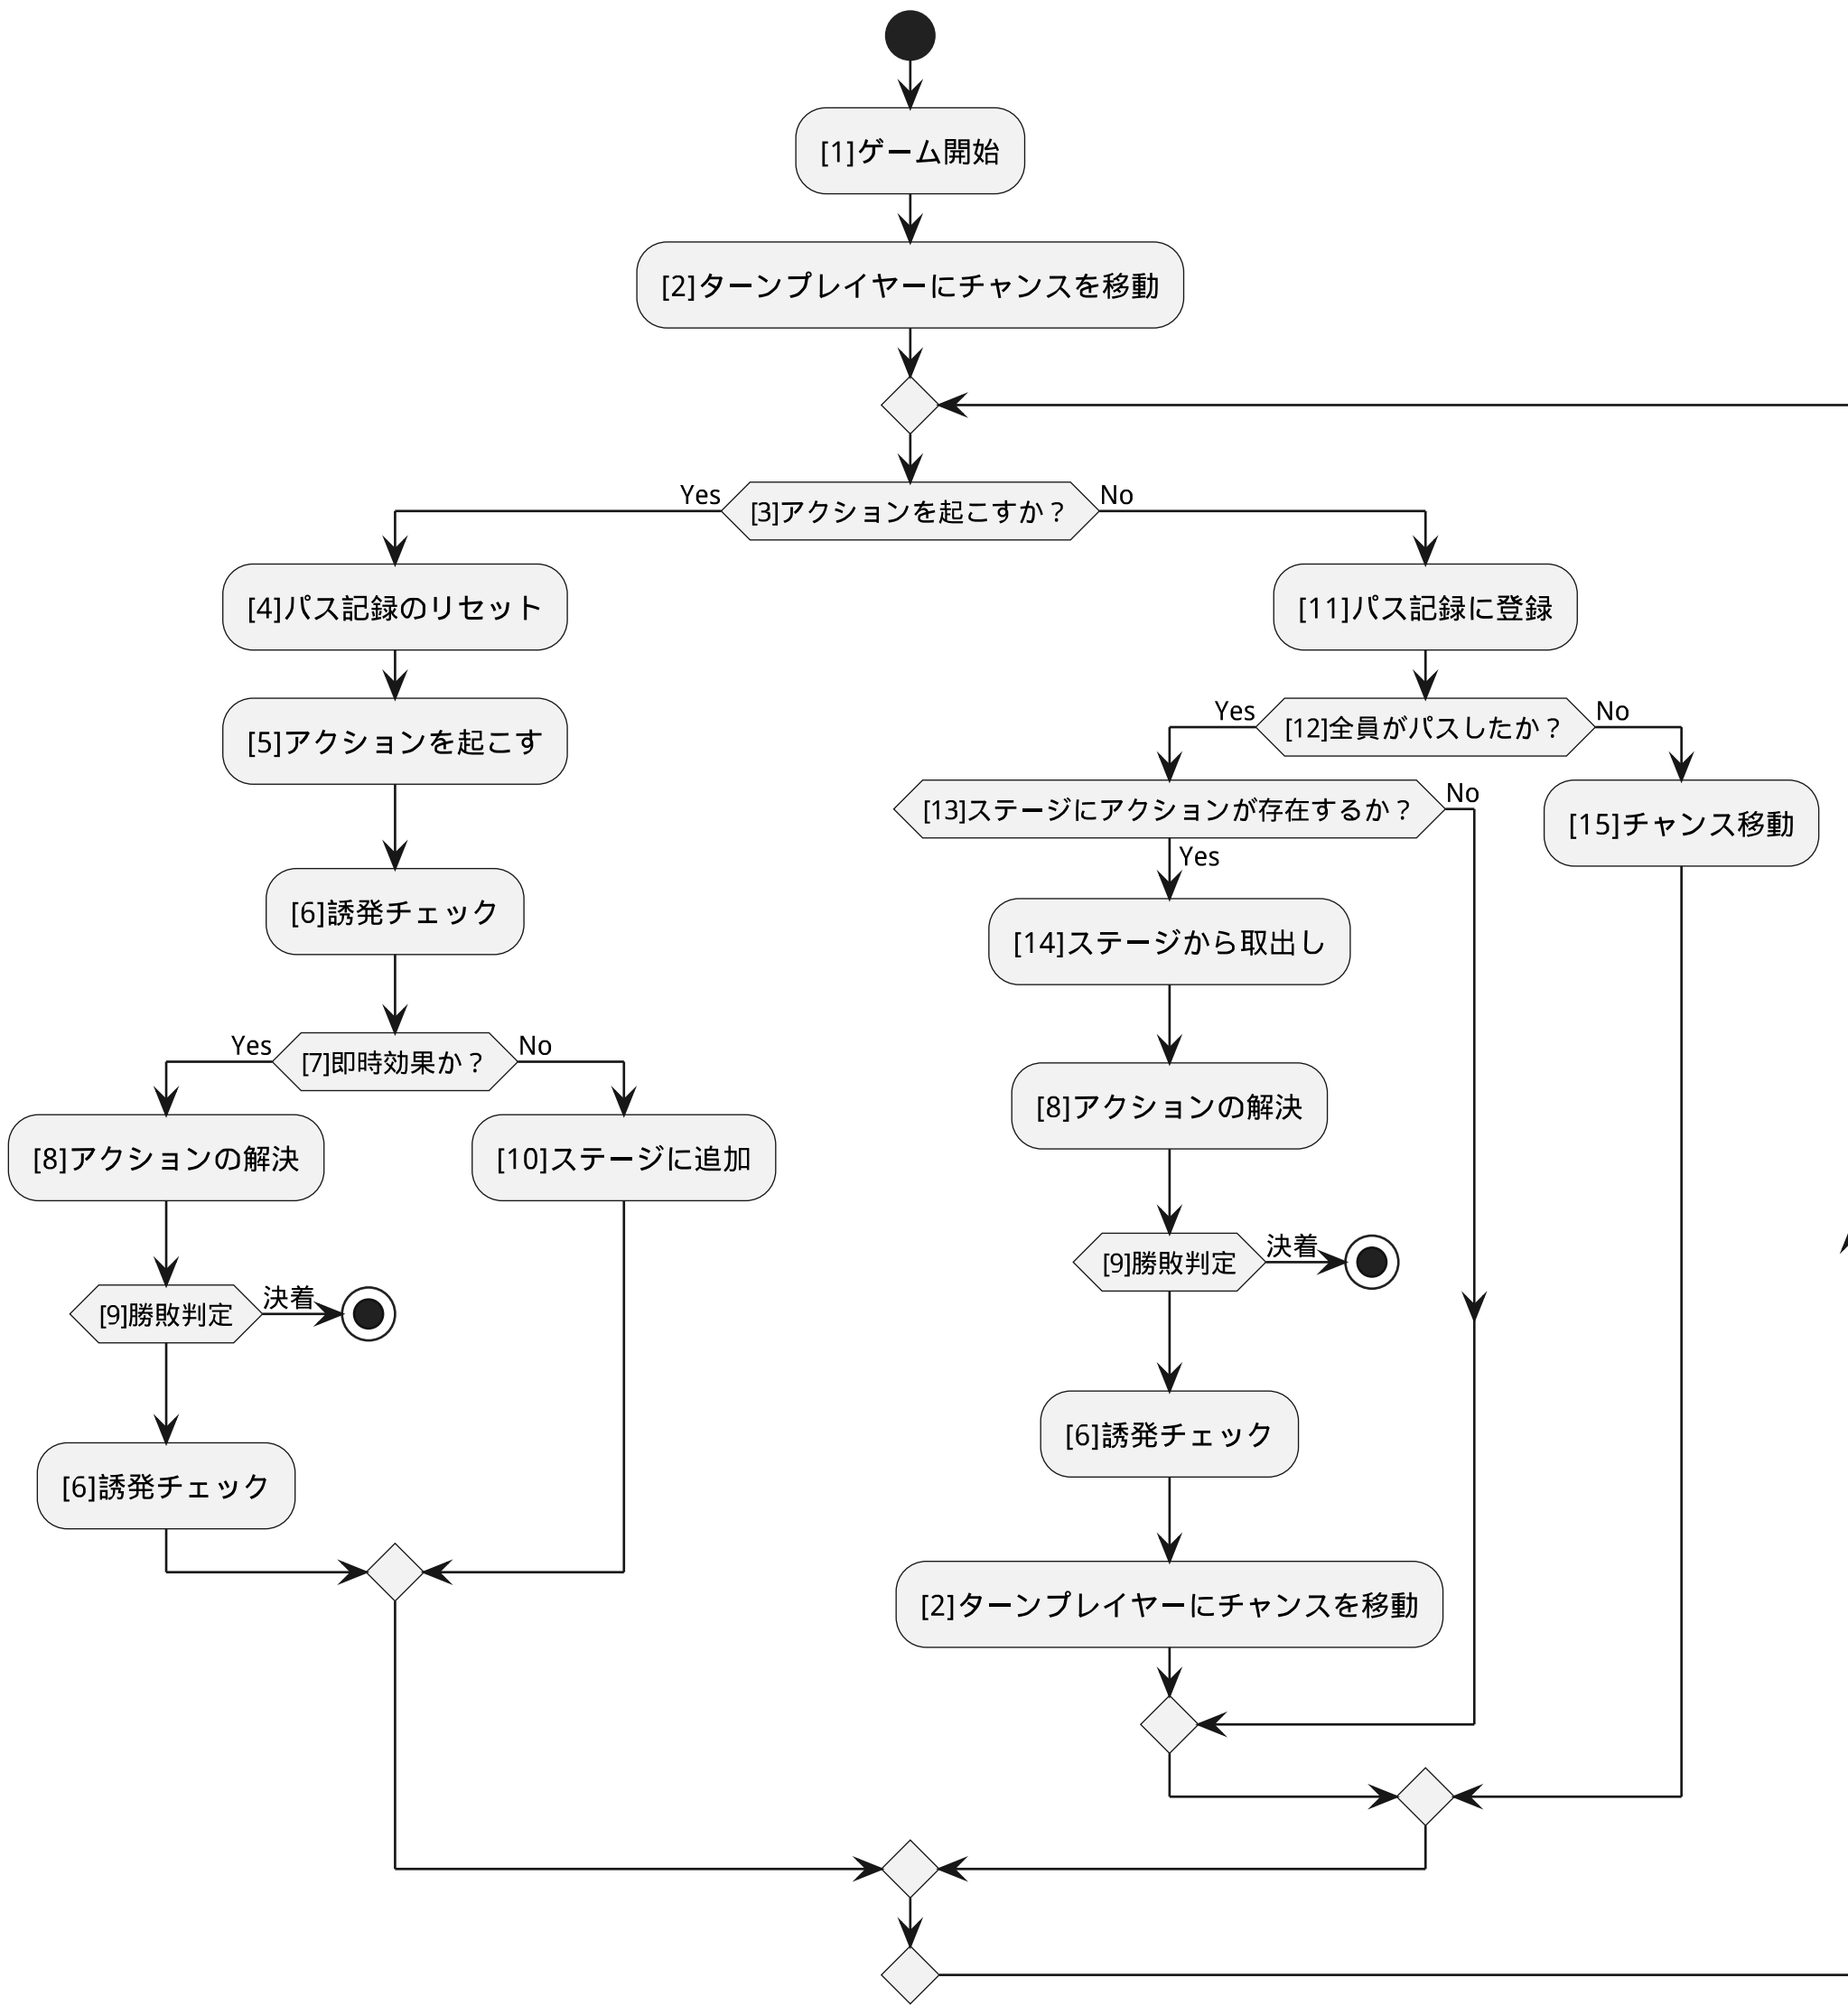 [1]ゲーム開始
[2]ターンプレイヤーにチャンスを移動
[3]アクションを起こすか？
Yes
No
[4]パス記録のリセット
[5]アクションを起こす
[6]誘発チェック
[7]即時効果か？
Yes
No
[8]アクションの解決
[9]勝敗判定
決着
[6]誘発チェック
[10]ステージに追加
[11]パス記録に登録
[12]全員がパスしたか？
Yes
No
[13]ステージにアクションが存在するか？
Yes
No
[14]ステージから取出し
[8]アクションの解決
[9]勝敗判定
決着
[6]誘発チェック
[2]ターンプレイヤーにチャンスを移動
[15]チャンス移動